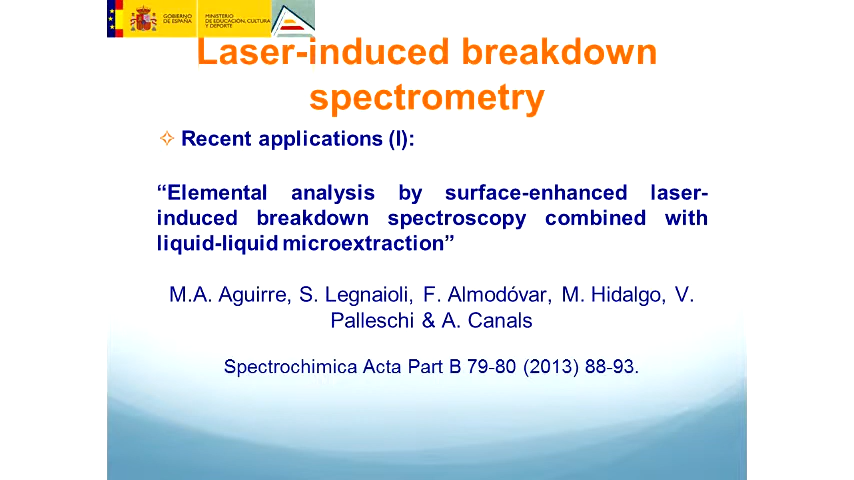 GOBIERNO
DE ESPAÑA
MINISTERIO
DE EDUCACIÓN, CULTURA
Y DEPORTE
Laser-induced breakdown
spectrometry
Recent applications (I):
“Elemental analysis by surface-enhanced laser-
induced breakdown spectroscopy combined with
liquid-liquid microextraction”
M.A. Aguirre, S. Legnaioli, F. Almodóvar, M. Hidalgo, V.
Palleschi & A. Canals
Spectrochimica Acta Part B 79-80 (2013) 88-93.